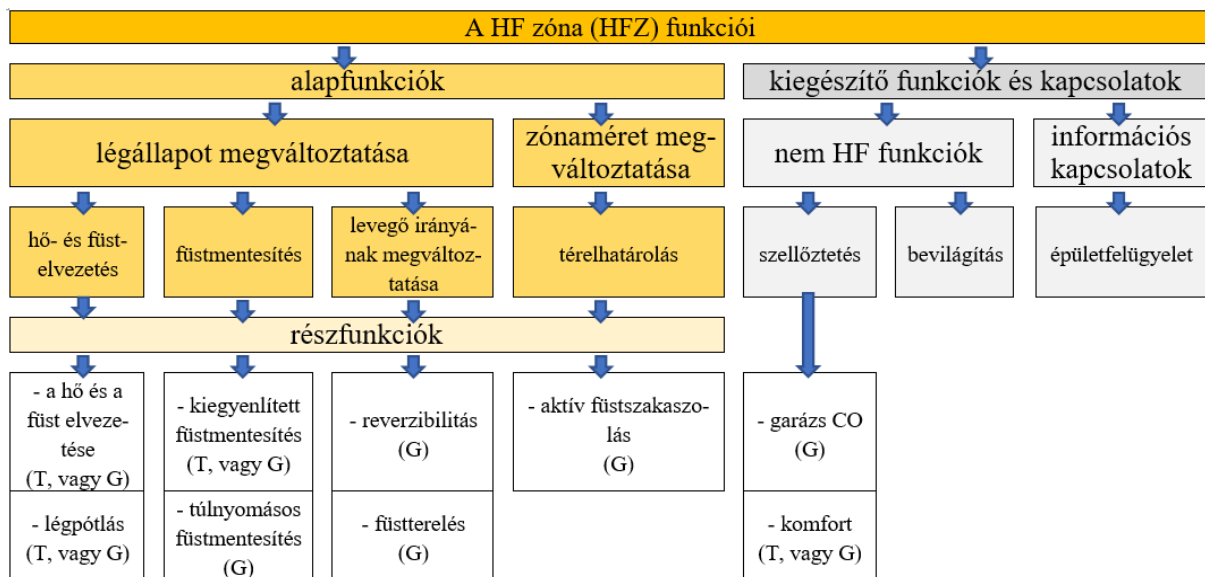 A HF zóna (HFZ) funkciói
alapfunkciók
kiegészítő funkciók és kapcsolatok
légállapot megváltoztatása
zónaméret meg-
változtatása
nem HF funkciók
információs
kapcsolatok
hő- és füst-
elvezetés
füstmentesítés
levegő irányá-
nak megváltoz-
tatása
térelhatárolás
szellőztetés
bevilágítás
épületfelügyelet
részfunkciók
- a hő és a
füst elveze-
tése
(T, vagy G)
- kiegyenlített
füstmentesítés
(T, vagy G)
- reverzibilitás
(G)
- aktív füstszakaszo-
lás
(G)
- garázs CO
(G)
- légpótlás
(T, vagy G)
- túlnyomásos
füstmentesítés
(G)
- füstterelés
(G)
- komfort
(T, vagy G)